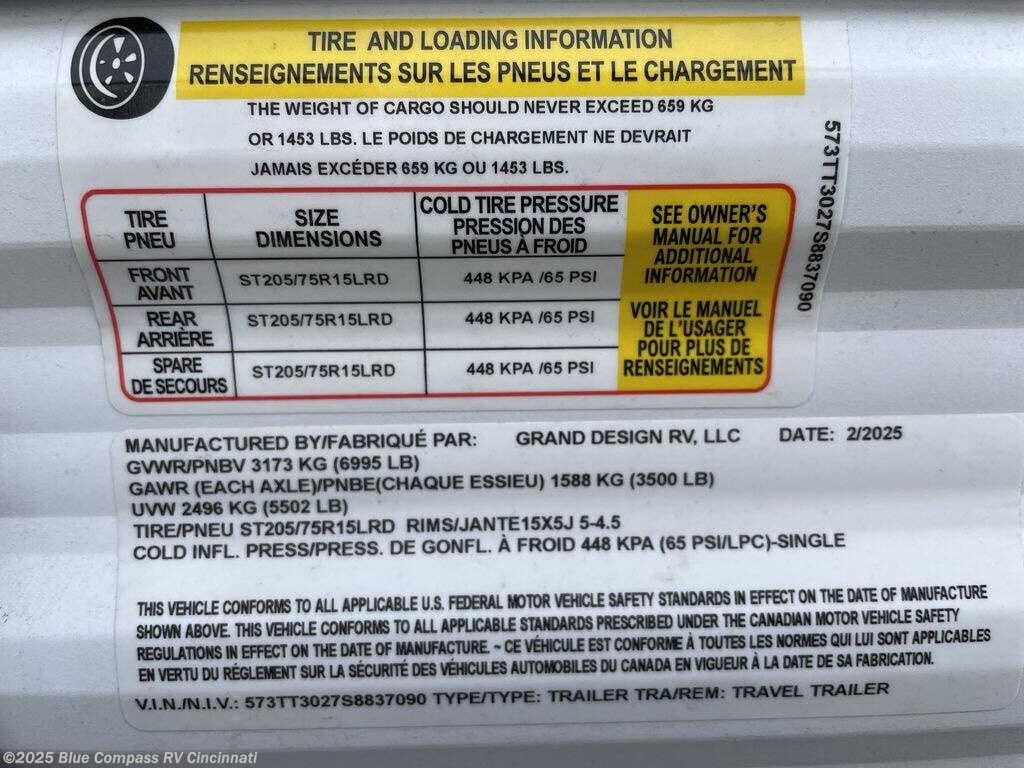 TIRE AND LOADING INFORMATION
RENSEIGNEMENTS SUR LES PNEUS ET LE CHARGEMENT
THE WEIGHT OF CARGO SHOULD NEVER EXCEED 659 KG
OR 1453 LBS. LE POIDS DE CHARGEMENT NE DEVRAIT
JAMAIS EXCÉDER 659 KG OU 1453 LBS.
TIRE
PNEU
SIZE
DIMENSIONS
COLD TIRE PRESSURE
PRESSION DES
PNEUS À FROID
FRONT
AVANT
ST205/75R15LRD
448 KPA /65 PSI
REAR
ARRIÈRE
ST205/75R15LRD
448 KPA /65 PSI
SPARE
DE SECOURS
ST205/75R15LRD
448 KPA /65 PSI
SEE OWNER'S
MANUAL FOR
ADDITIONAL
INFORMATION
VOIR LE MANUEL
DE L'USAGER
POUR PLUS DE
RENSEIGNEMENTS
573TT3027S8837090
MANUFACTURED BY/FABRIQUÉ PAR: GRAND DESIGN RV, LLC DATE: 2/2025
GVWR/PNBV 3173 KG (6995 LB)
GAWR (EACH AXLE)/PNBE(CHAQUE ESSIEU) 1588 KG (3500 LB)
UVW 2496 KG (5502 LB)
TIRE/PNEU ST205/75R15LRD RIMS/JANTE15X5J 5-4.5
COLD INFL. PRESS/PRESS. DE GONFL. À FROID 448 KPA (65 PSI/LPC)-SINGLE
THIS VEHICLE CONFORMS TO ALL APPLICABLE U.S. FEDERAL MOTOR VEHICLE SAFETY STANDARDS IN EFFECT ON THE DATE OF MANUFACTURE
SHOWN ABOVE. THIS VEHICLE CONFORMS TO ALL APPLICABLE STANDARDS PRESCRIBED UNDER THE CANADIAN MOTOR VEHICLE SAFETY
REGULATIONS IN EFFECT ON THE DATE OF MANUFACTURE. ~ CE VÉHICULE EST CONFORME À TOUTES LES NORMES QUI LUI SONT APPLICABLES
EN VERTU DU RÉGLEMENT SUR LA SÉCURITÉ DES VÉHICULES AUTOMOBILES DU CANADA EN VIGUEUR À LA DATE DE SA FABRICATION.
V.I.N./N.I.V.: 573TT3027S8837090 TYPE/TYPE: TRAILER TRA/REM: TRAVEL TRAILER
©2025 Blue Compass RV Cincinnati